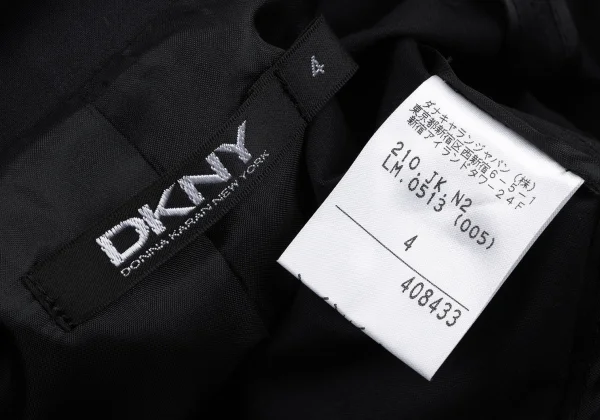 DKNY
DONNA KARAN NEW YORK
4
ダナキャランジャパン (株)
東京都新宿区西新宿6-5-1
新宿アイランドタワー24F
210.JK.N2
LM.0513 (005)
4
408433